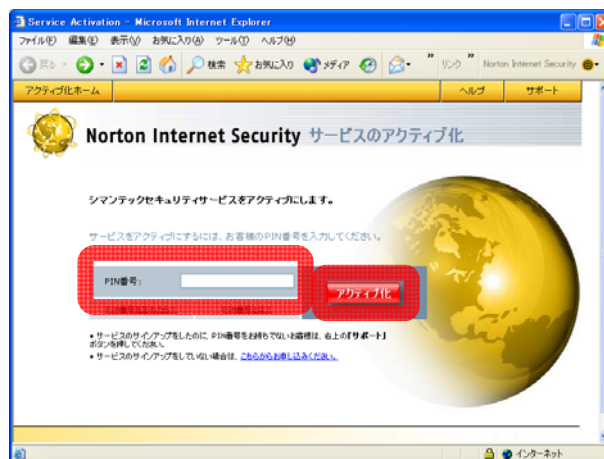 Service Activation - Microsoft Internet Explorer
ファイル(F) 編集(E) 表示(V) お気に入り(A) ツール(T) ヘルプ(H)
戻る 検索 お気に入り メディア リンク Norton Internet Security
アクティブ化ホーム ヘルプ サポート
Norton Internet Security サービスのアクティブ化
シマンテックセキュリティサービスをアクティブにします。
サービスをアクティブにするには、お客様のPIN番号を入力してください。
PIN番号:
アクティブ化
• サービスのサインアップをしたのに、PIN番号をお持ちでないお客様は、右上の「サポート」
ボタンを押してください。
• サービスのサインアップをしていない場合は、こちらからお申し込みください。
インターネット